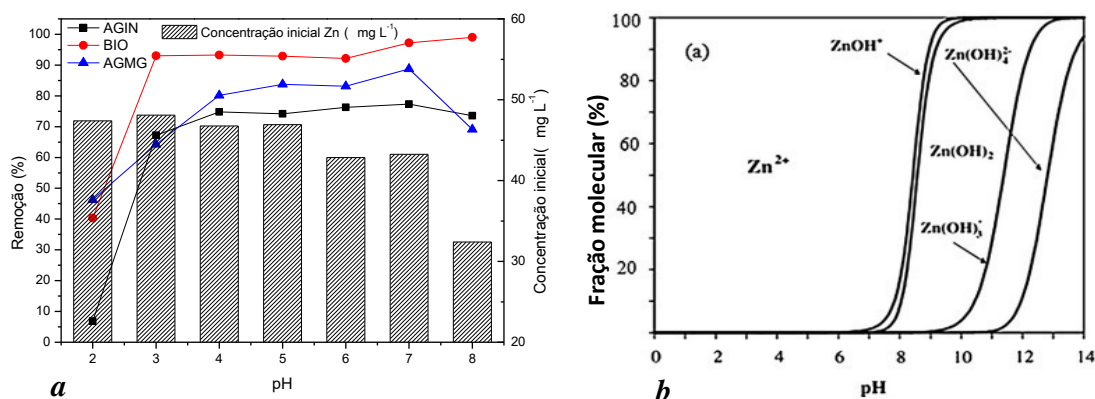 AGIN
BIO
AGMG
Concentração inicial Zn ( mg L⁻¹)
Remoção (%)
100
90
80
70
60
50
40
30
20
10
0
2 3 4 5 6 7 8
pH
60
50
40
30
20
Concentração inicial( mg L⁻¹)
a
(a)
ZnOH⁺
Zn(OH)₄²⁻
Zn²⁺
Zn(OH)₂
Zn(OH)₃⁺
Fração molecular (%)
100
80
60
40
20
0 2 4 6 8 10 12 14
pH
b